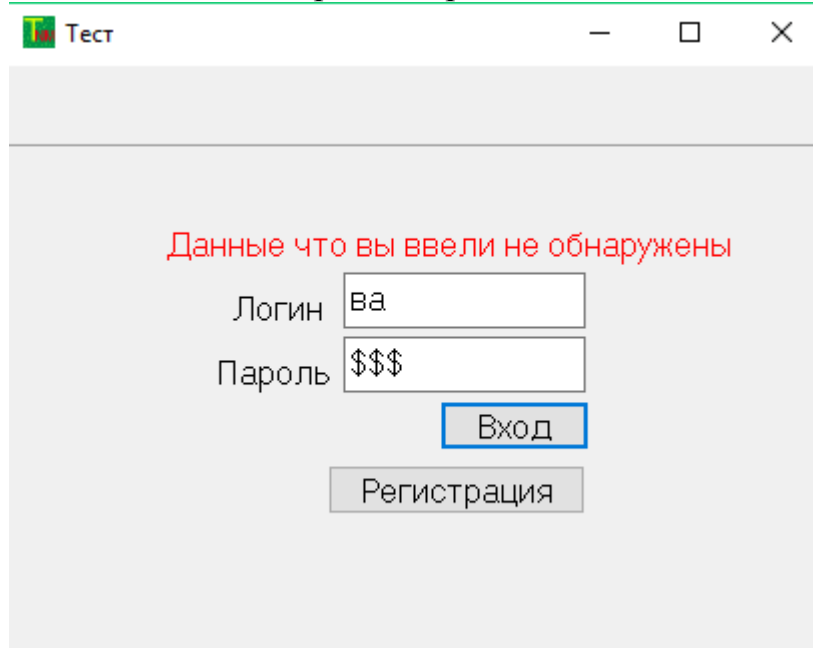 Тест
Данные что вы ввели не обнаружены
Логин ва
Пароль $$$
Вход
Регистрация